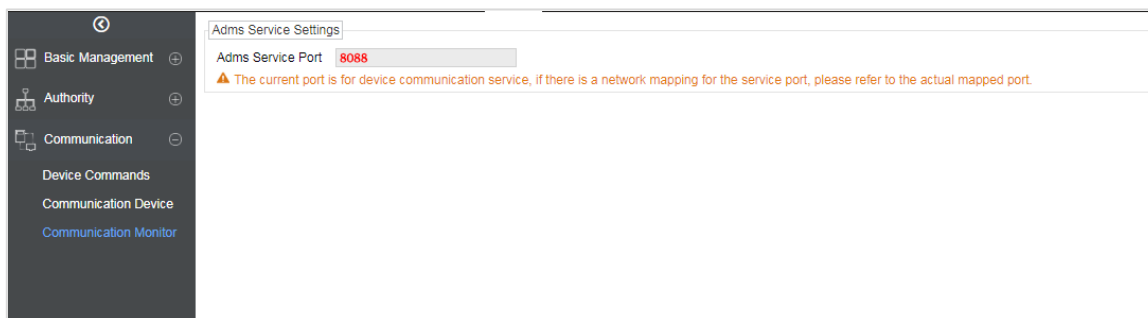 Adms Service Settings
Basic Management
Adms Service Port 8088
The current port is for device communication service, if there is a network mapping for the service port, please refer to the actual mapped port.
Authority
Communication
Device Commands
Communication Device
Communication Monitor